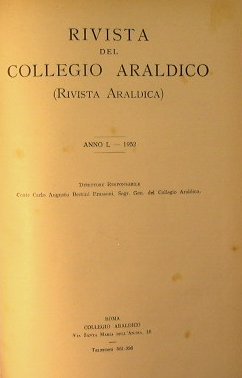 RIVISTA
DEL
COLLEGIO ARALDICO
(RIVISTA ARALDICA)
ANNO L — 1952
DIRETTORE RESPONSABILE
Conte Carlo Augusto Bertini Frassoni, Segr. Gen. del Collegio Araldico.
ROMA
COLLEGIO ARALDICO
VIA SANTA MARIA DELL'ANIMA, 16
TELEFONO